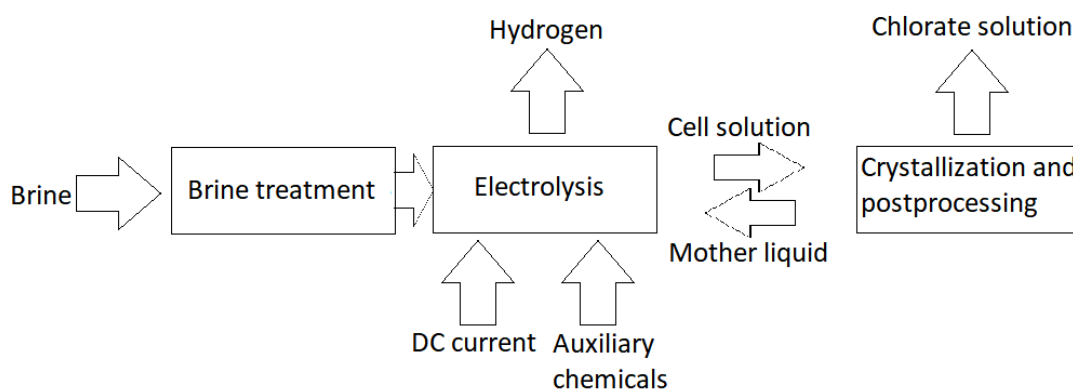 Hydrogen
Chlorate solution
Cell solution
Brine
Brine treatment
Electrolysis
Crystallization and
postprocessing
Mother liquid
DC current
Auxiliary
chemicals